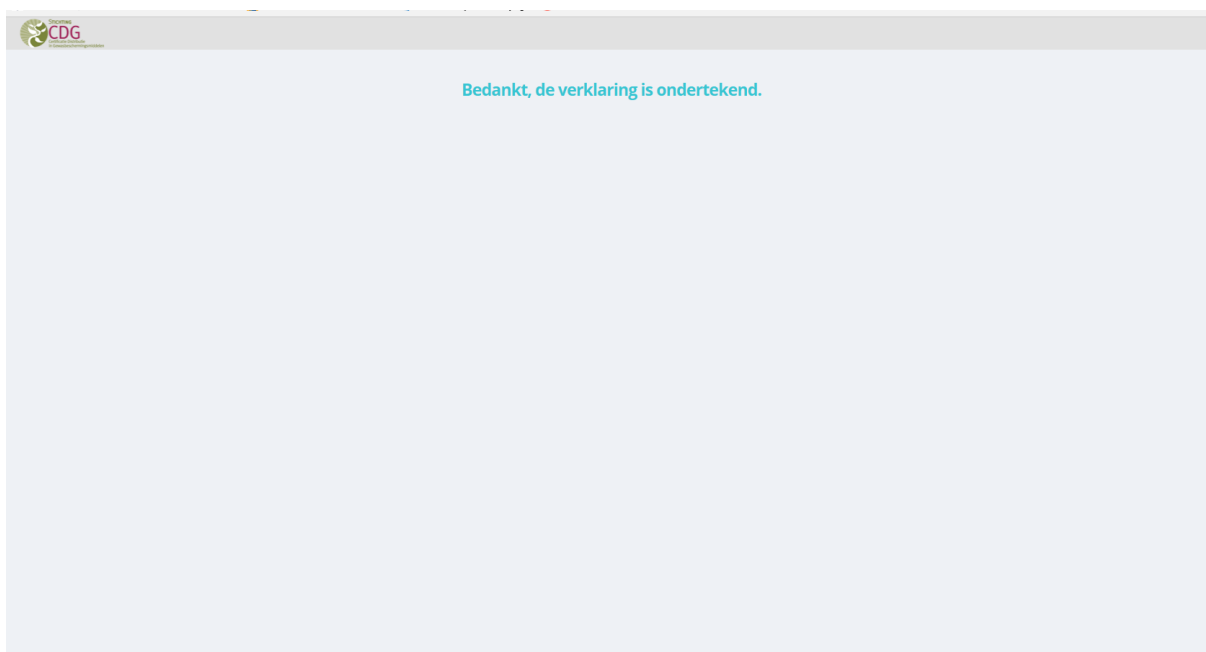 CDG
Bedankt, de verklaring is ondertekend.